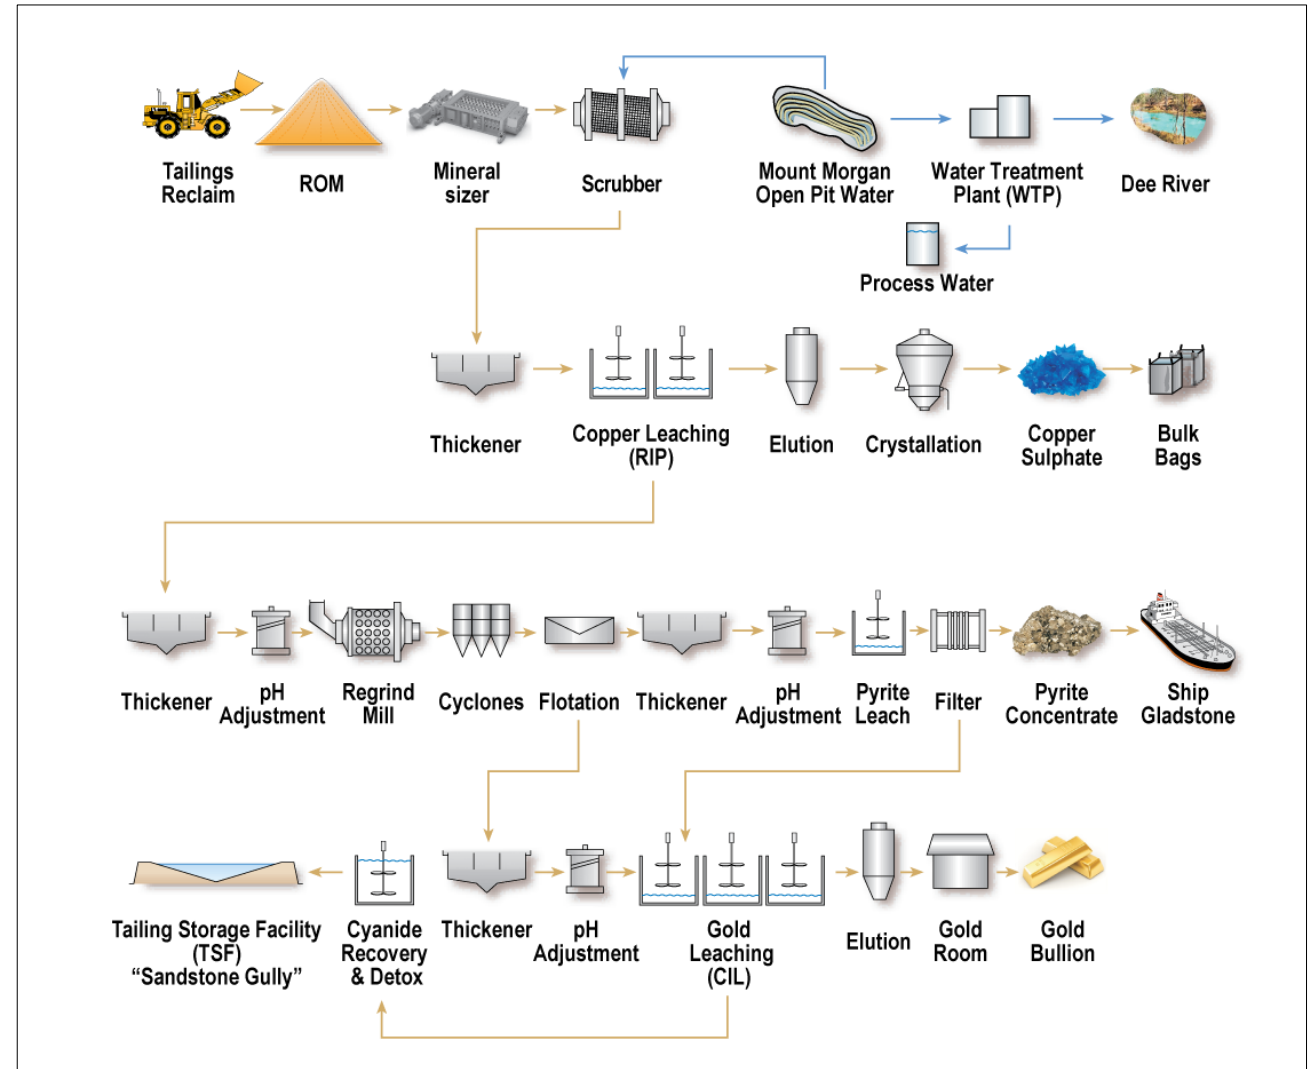 Tailings
Reclaim
ROM
Mineral
sizer
Scrubber
Mount Morgan
Open Pit Water
Water Treatment
Plant (WTP)
Dee River
Process Water
Thickener
Copper Leaching
(RIP)
Elution
Crystallation
Copper
Sulphate
Bulk
Bags
Thickener
pH
Adjustment
Regrind
Mill
Cyclones
Flotation
Thickener
pH
Adjustment
Pyrite
Leach
Filter
Pyrite
Concentrate
Ship
Gladstone
Tailing Storage Facility
(TSF)
“Sandstone Gully”
Cyanide
Recovery
& Detox
Thickener
pH
Adjustment
Gold
Leaching
(CIL)
Elution
Gold
Room
Gold
Bullion